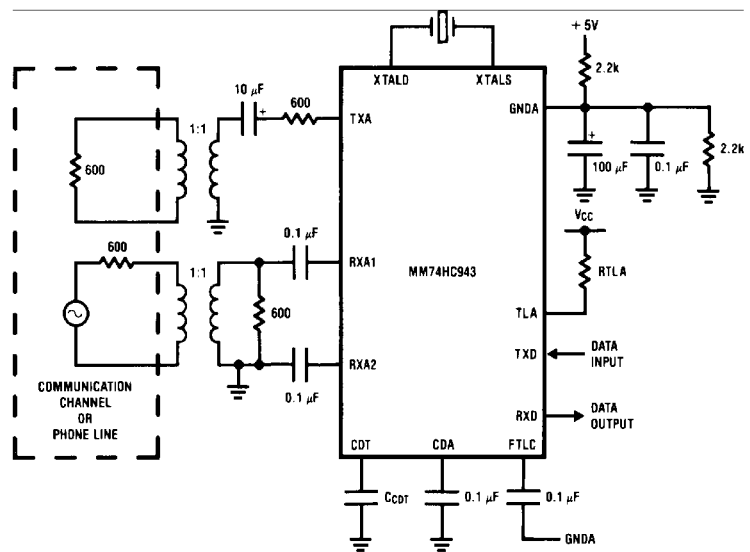 + 5V
2.2k
XTALD
XTALS
10 μF
+
600
TXA
GNDA
1:1
600
+
100 μF
0.1 μF
2.2k
VCC
600
0.1 μF
1:1
RXA1
MM74HC943
RTLA
600
TLA
TXD
DATA
INPUT
RXA2
0.1 μF
COMMUNICATION
CHANNEL
OR
PHONE LINE
RXD
DATA
OUTPUT
CDT
CDA
FTLC
CCDT
0.1 μF
0.1 μF
GNDA